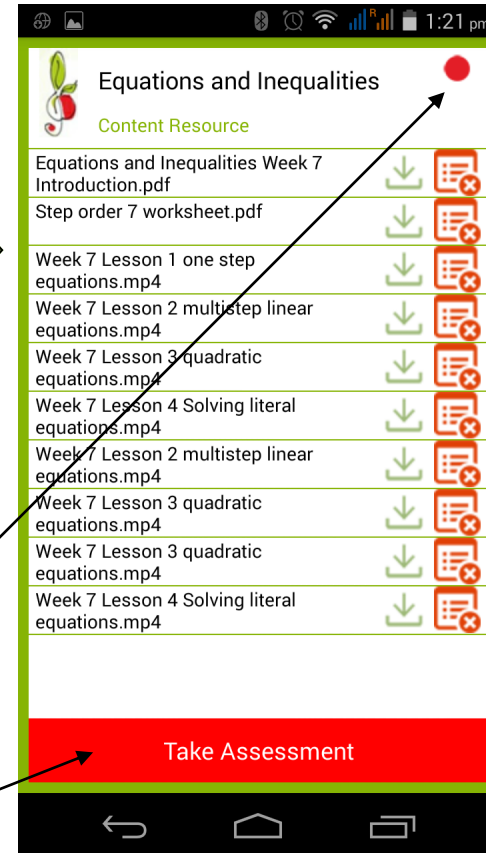 R
1:21 pm
Equations and Inequalities
Content Resource
Equations and Inequalities Week 7
Introduction.pdf
Step order 7 worksheet.pdf
Week 7 Lesson 1 one step
equations.mp4
Week 7 Lesson 2 multistep linear
equations.mp4
Week 7 Lesson 3 quadratic
equations.mp4
Week 7 Lesson 4 Solving literal
equations.mp4
Week 7 Lesson 2 multistep linear
equations.mp4
Week 7 Lesson 3 quadratic
equations.mp4
Week 7 Lesson 3 quadratic
equations.mp4
Week 7 Lesson 4 Solving literal
equations.mp4
Take Assessment